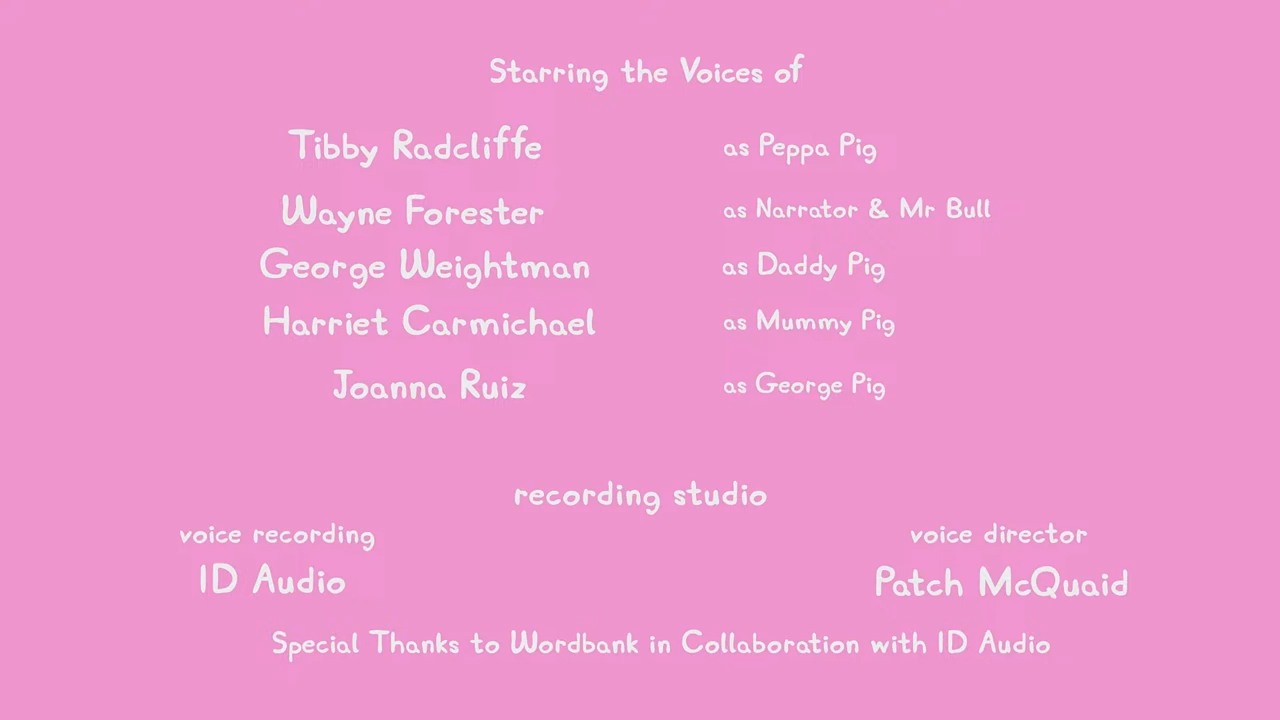 Starring the Voices of
Tibby Radcliffe as Peppa Pig
Wayne Forester as Narrator & Mr Bull
George Weightman as Daddy Pig
Harriet Carmichael as Mummy Pig
Joanna Ruiz as George Pig
recording studio
voice recording voice director
ID Audio Patch McQuaid
Special Thanks to Wordbank in Collaboration with ID Audio